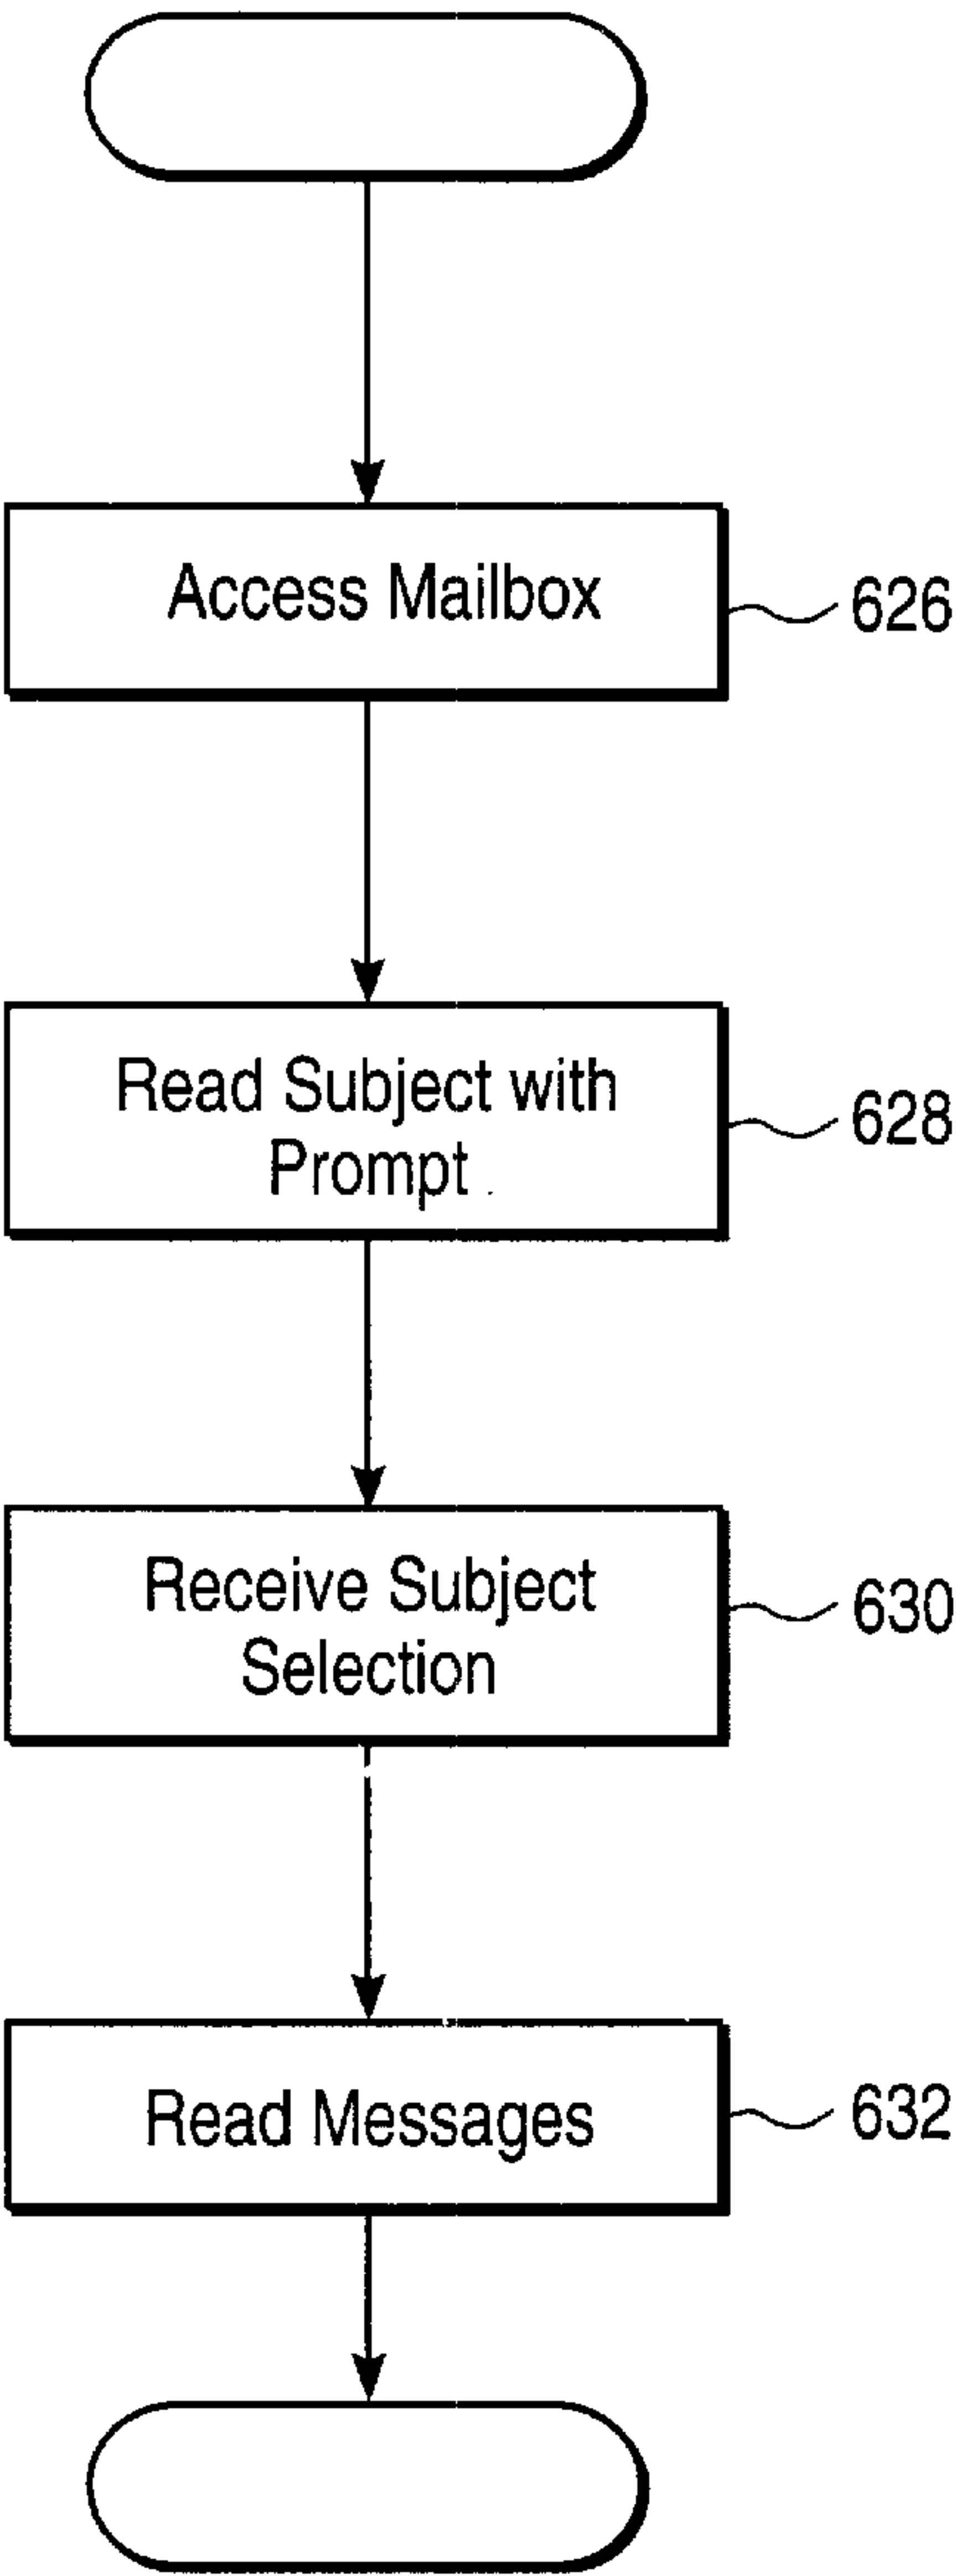 Access Mailbox
626
Read Subject with
Prompt
628
Receive Subject
Selection
630
Read Messages
632